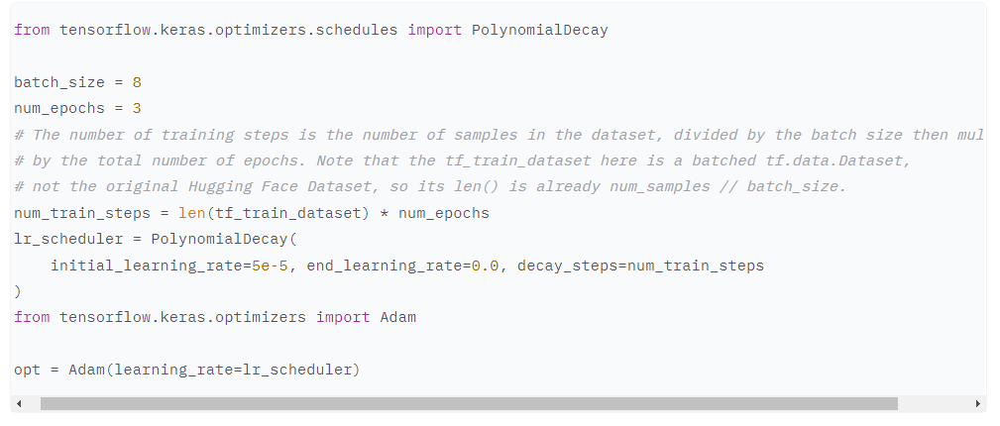 from tensorflow.keras.optimizers.schedules import PolynomialDecay
batch_size = 8
num_epochs = 3
# The number of training steps is the number of samples in the dataset, divided by the batch size then mul
# by the total number of epochs. Note that the tf_train_dataset here is a batched tf.data.Dataset,
# not the original Hugging Face Dataset, so its len() is already num_samples // batch_size.
num_train_steps = len(tf_train_dataset) * num_epochs
lr_scheduler = PolynomialDecay(
    initial_learning_rate=5e-5, end_learning_rate=0.0, decay_steps=num_train_steps
)
from tensorflow.keras.optimizers import Adam
opt = Adam(learning_rate=lr_scheduler)